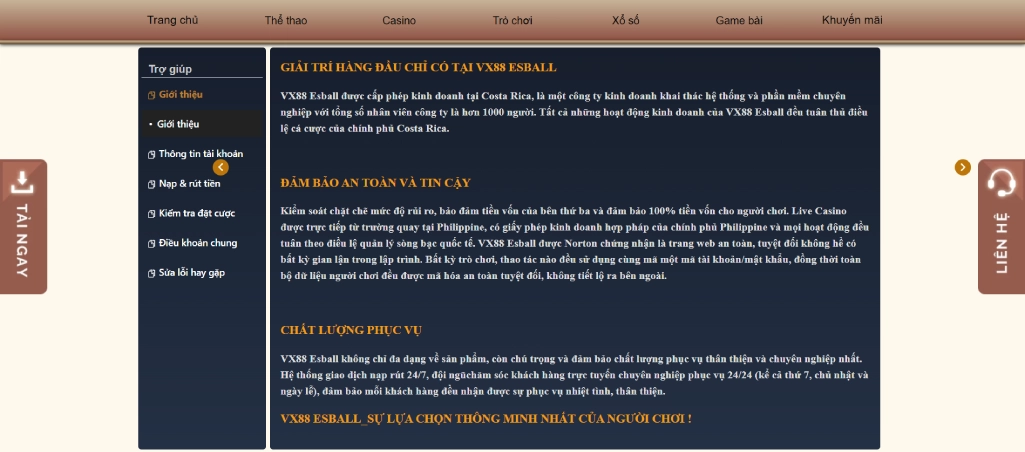 Trang chủ
Thể thao
Casino
Trò chơi
Xổ số
Game bài
Khuyến mãi
Trợ giúp
Giới thiệu
• Giới thiệu
Thông tin tài khoản
Nạp & rút tiền
Kiểm tra đặt cược
Điều khoản chung
Sửa lỗi hay gặp
TẢI NGAY
GIẢI TRÍ HÀNG ĐẦU CHỈ CÓ TẠI VX88 ESBALL
VX88 Esball được cấp phép kinh doanh tại Costa Rica, là một công ty kinh doanh khai thác hệ thống và phần mềm chuyên
nghiệp với tổng số nhân viên công ty là hơn 1000 người. Tất cả những hoạt động kinh doanh của VX88 Esball đều tuân thủ điều
lệ cá cược của chính phủ Costa Rica.
ĐẢM BẢO AN TOÀN VÀ TIN CẬY
Kiểm soát chặt chẽ mức độ rủi ro, bảo đảm tiền vốn của bên thứ ba và đảm bảo 100% tiền vốn cho người chơi. Live Casino
được trực tiếp từ trường quay tại Philippine, có giấy phép kinh doanh hợp pháp của chính phủ Philippine và mọi hoạt động đều
tuân theo điều lệ quản lý sòng bạc quốc tế. VX88 Esball được Norton chứng nhận là trang web an toàn, tuyệt đối không hề có
bất kỳ gian lận trong lập trình. Bất kỳ trò chơi, thao tác nào đều sử dụng cùng mã một mã tài khoản/mật khẩu, đồng thời toàn
bộ dữ liệu người chơi đều được mã hóa an toàn tuyệt đối, không tiết lộ ra bên ngoài.
CHẤT LƯỢNG PHỤC VỤ
VX88 Esball không chỉ đa dạng về sản phẩm, còn chú trọng và đảm bảo chất lượng phục vụ thân thiện và chuyên nghiệp nhất.
Hệ thống giao dịch nạp rút 24/7, đội ngũchăm sóc khách hàng trực tuyến chuyên nghiệp phục vụ 24/24 (kể cả thứ 7, chủ nhật và
ngày lễ), đảm bảo mỗi khách hàng đều nhận được sự phục vụ nhiệt tình, thân thiện.
VX88 ESBALL_SỰ LỰA CHỌN THÔNG MINH NHẤT CỦA NGƯỜI CHƠI !
LIÊN HỆ